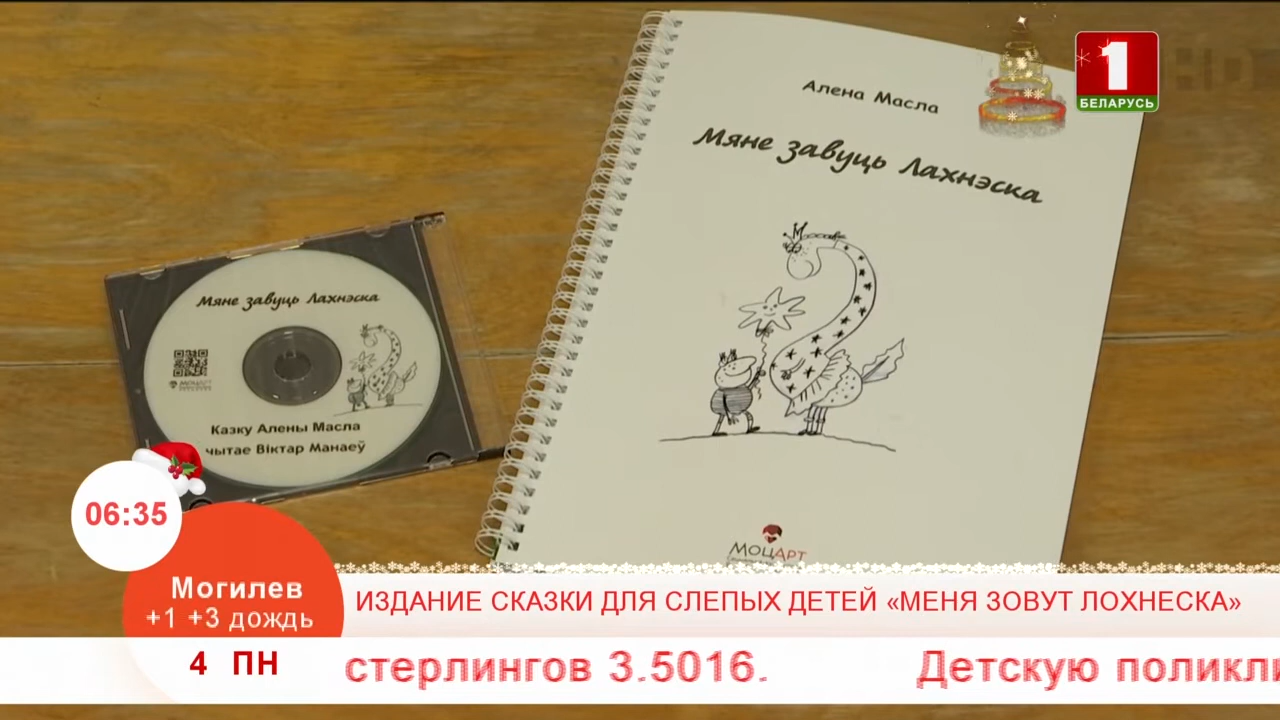 Алена Масла
Мяне завуць Лахнэска
МОЦАРТ
Мяне завуць Лахнэска
МОЦАРТ
Казку Алены Масла
чытае Віктар Манаеў
1
БЕЛАРУСЬ
HD
06:35
Могилев
+1 +3 дождь
4 ПН
ИЗДАНИЕ СКАЗКИ ДЛЯ СЛЕПЫХ ДЕТЕЙ «МЕНЯ ЗОВУТ ЛОХНЕСКА»
стерлингов 3.5016. Детскую поликли